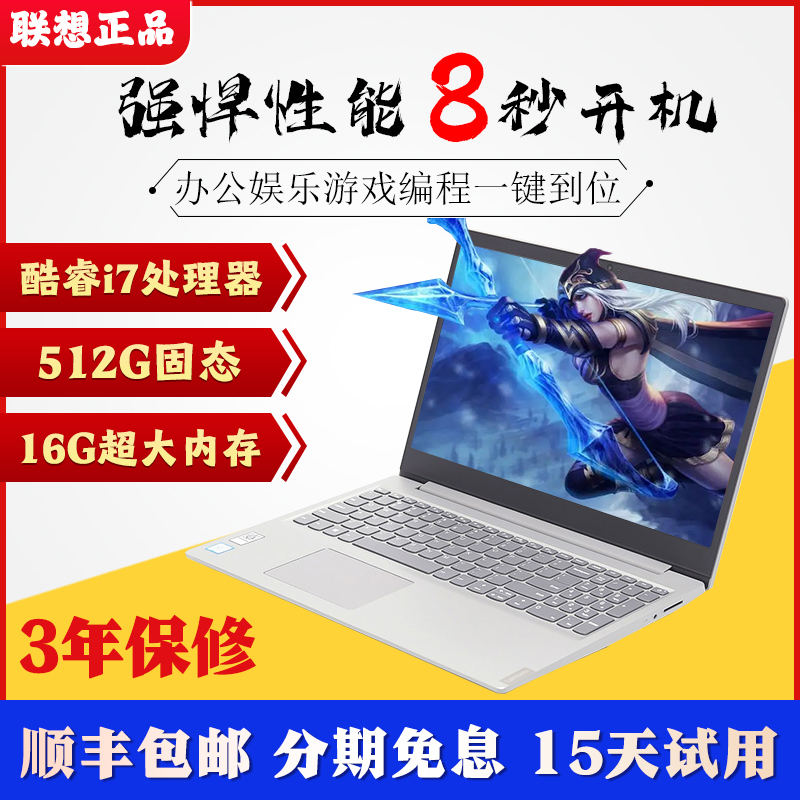 联想正品
强悍性能8秒开机
办公娱乐游戏编程一键到位
酷睿i7处理器
512G固态
16G超大内存
3年保修
顺丰包邮 分期免息 15天试用